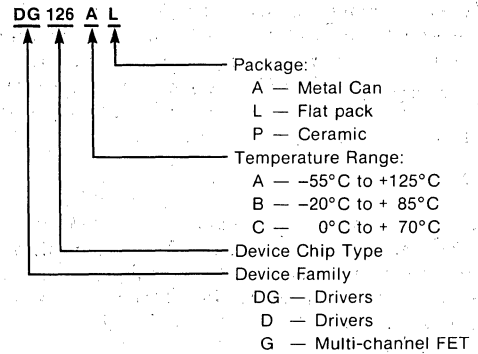 DG 126 A L
Package:
A — Metal Can
L — Flat pack
P — Ceramic
Temperature Range:
A — -55°C to +125°C
B — -20°C to + 85°C
C — 0°C to + 70°C
Device Chip Type
Device Family
DG — Drivers
D — Drivers
G — Multi-channel FET